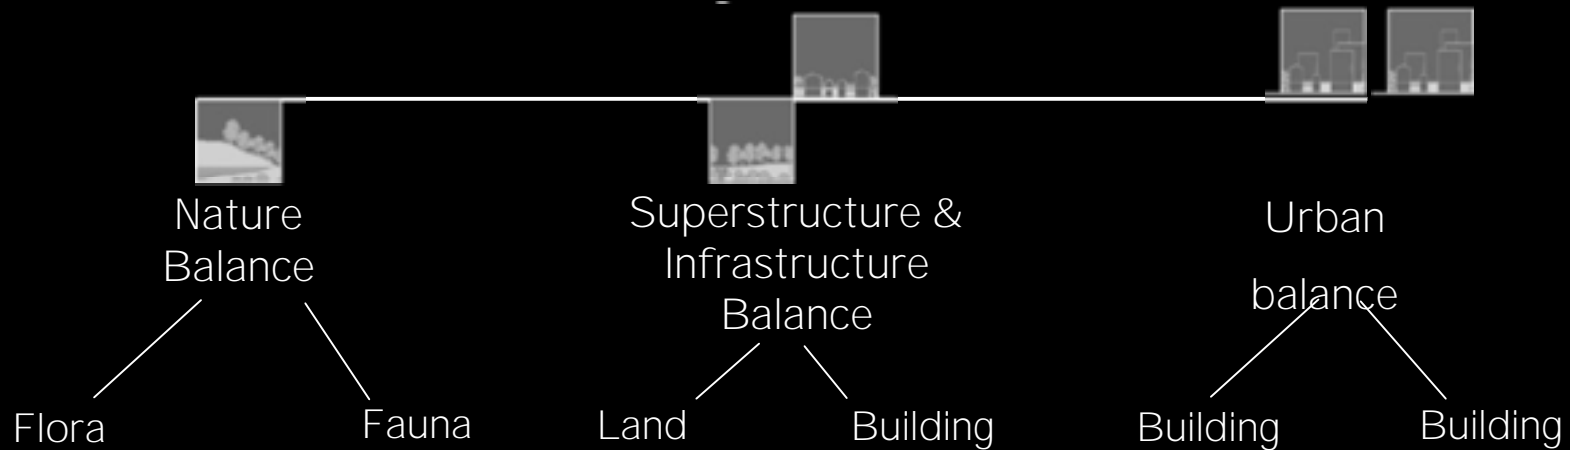 Nature
Balance
Superstructure &
Infrastructure
Balance
Urban
balance
Flora
Fauna
Land
Building
Building
Building